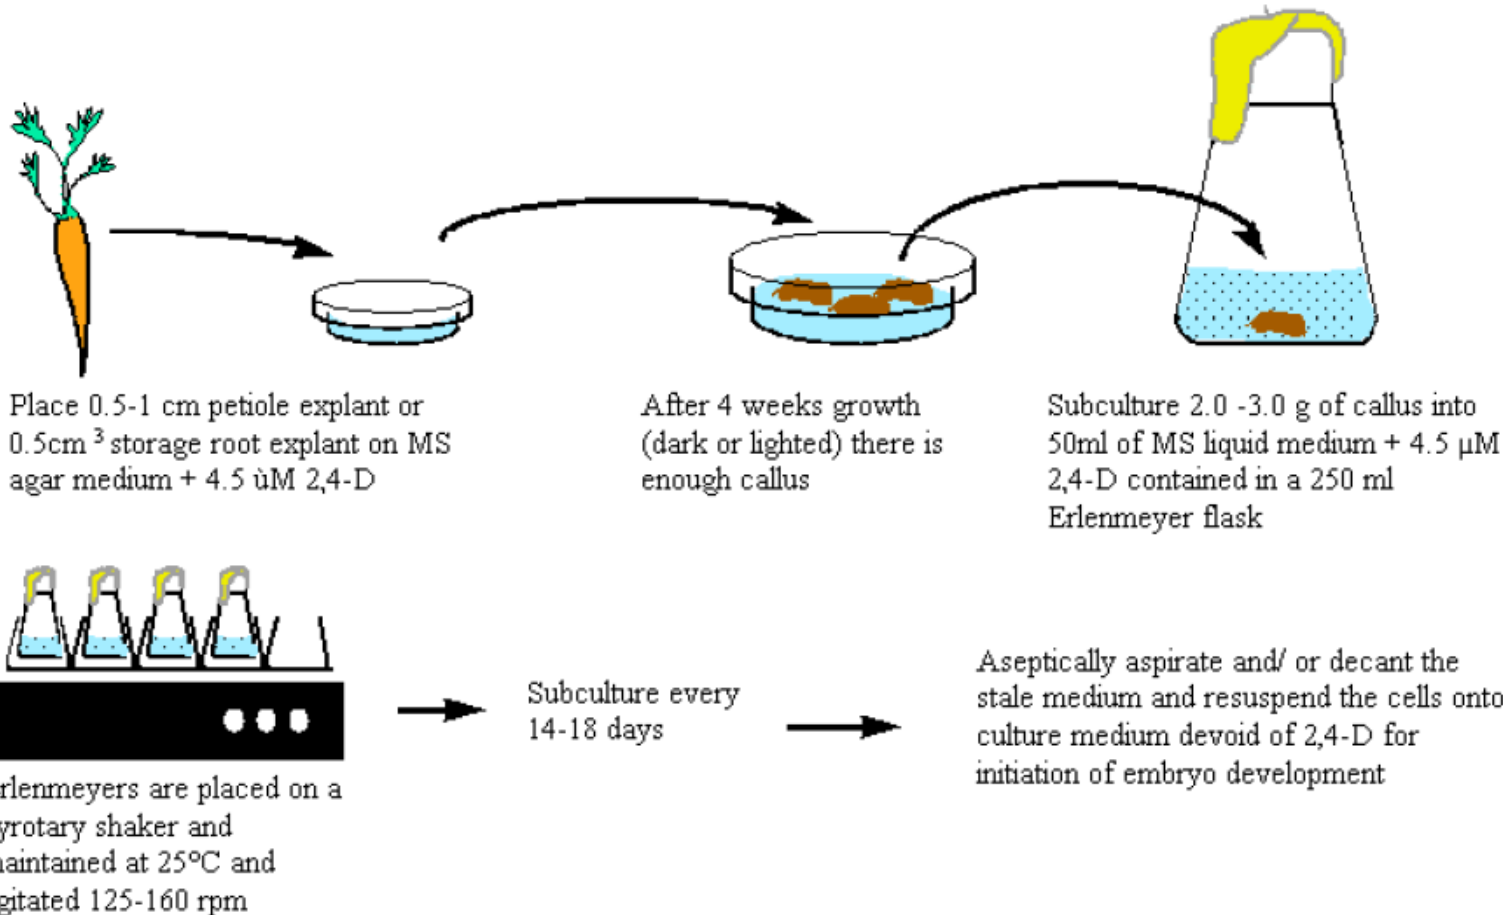 Place 0.5-1 cm petiole explant or
0.5cm ³ storage root explant on MS
agar medium + 4.5 ùM 2,4-D
After 4 weeks growth
(dark or lighted) there is
enough callus
Subculture 2.0 -3.0 g of callus into
50ml of MS liquid medium + 4.5 µM
2,4-D contained in a 250 ml
Erlenmeyer flask
rlenmeyers are placed on a
yrotary shaker and
naintained at 25°C and
gitated 125-160 rpm
Subculture every
14-18 days
Aseptically aspirate and/ or decant the
stale medium and resuspend the cells onto
culture medium devoid of 2,4-D for
initiation of embryo development